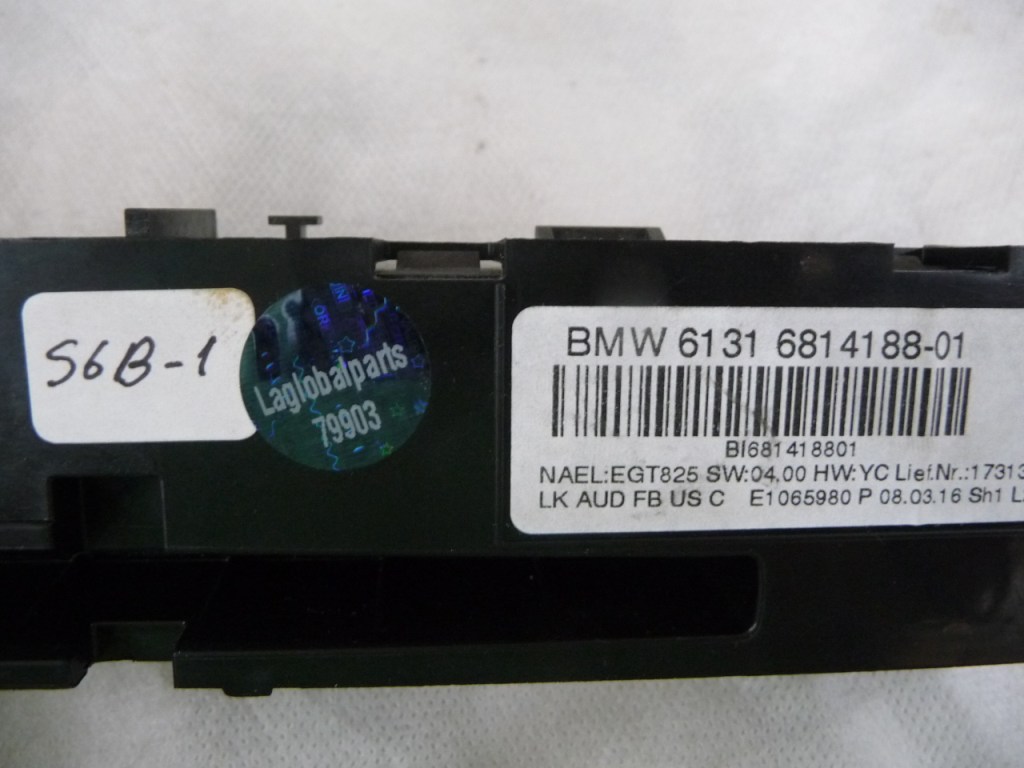 S6B-1
Laglobalparts
79903
BMW 6131 6814188-01
BI681418801
NAEL:EGT825 SW:04.00 HW:YC Lief.Nr.:17313
LK AUD FB US C E1065980 P 08.03.16 Sh1